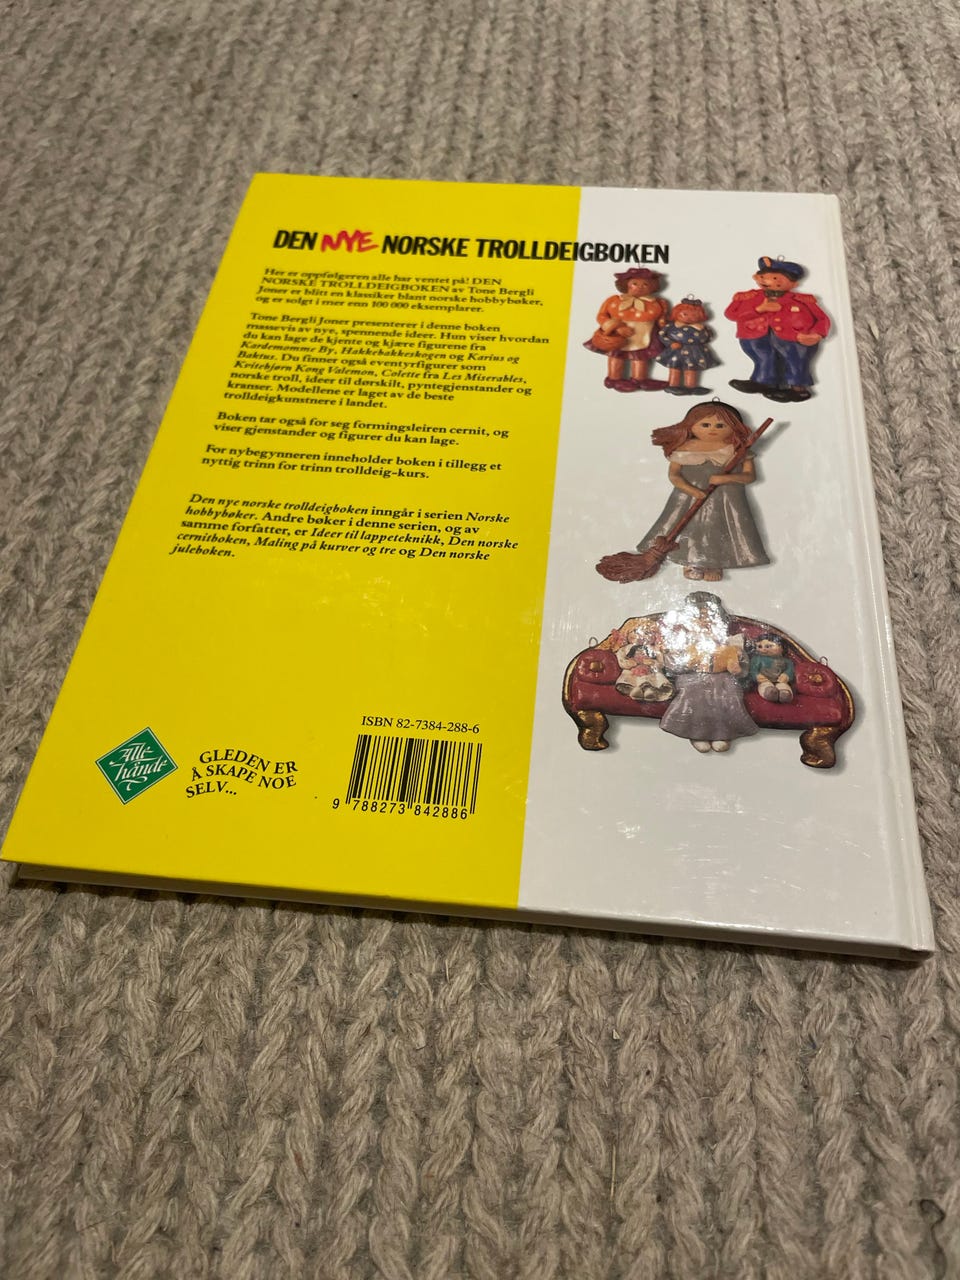 DEN NYE NORSKE TROLLDEIGBOKEN
Her er oppfølgeren alle har ventet på! DEN
NORSKE TROLLDEIGBOKEN av Tone Bergli
Joner er blitt en klassiker blant norske hobbybøker,
og er solgt i mer enn 100 000 eksemplarer.
Tone Bergli Joner presenterer i denne boken
massevis av nye, spennende ideer. Hun viser hvordan
du kan lage de kjente og kjære figurene fra
Kardemomme By, Hakkebakkeskogen og Karius og
Baktus. Du finner også eventyrfigurer som
Kvitebjørn Kong Valemon, Colette fra Les Miserables,
norske troll, ideer til dørskilt, pyntegjenstander og
kranser. Modellene er laget av de beste
trolldeigkunstnere i landet.
Boken tar også for seg formingsleiren cernit, og
viser gjenstander og figurer du kan lage.
For nybegynneren inneholder boken i tillegg et
nyttig trinn for trinn trolldeig-kurs.
Den nye norske trolldeigboken inngår i serien Norske
hobbybøker. Andre bøker i denne serien, og av
samme forfatter, er Ideer til lappeteknikk, Den norske
cernitboken, Maling på kurver og tre og Den norske
juleboken.
Alle
hånde
GLEDEN ER
Å SKAPE NOE
SELV...
ISBN 82-7384-288-6
9 788273 842886